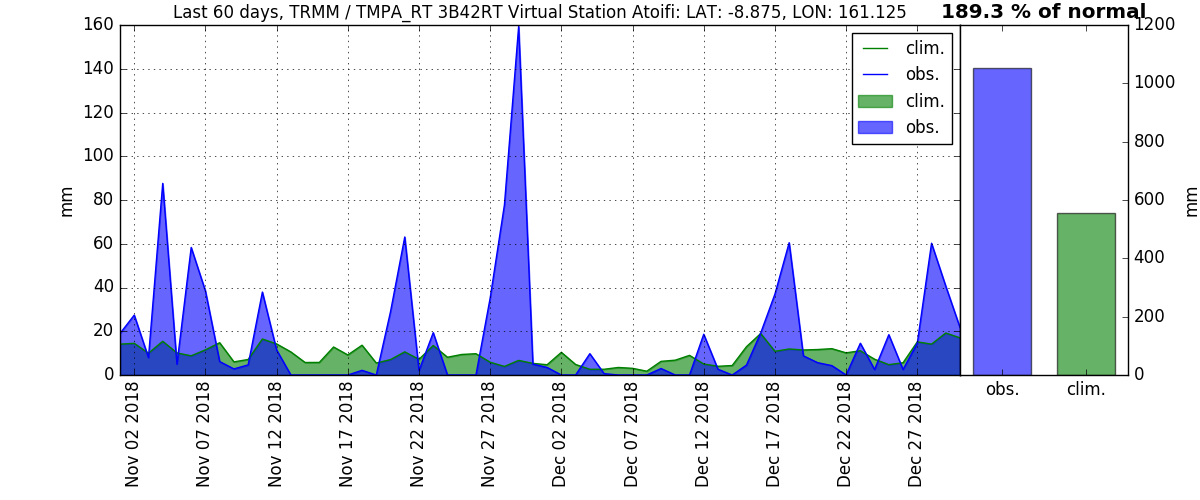 Last 60 days, TRMM / TMPA_RT 3B42RT Virtual Station Atoifi: LAT: -8.875, LON: 161.125
189.3 % of normal
160
140
120
100
80
60
40
20
0
mm
clim.
obs.
clim.
obs.
1200
1000
800
600
400
200
0
mm
Nov 02 2018
Nov 07 2018
Nov 12 2018
Nov 17 2018
Nov 22 2018
Nov 27 2018
Dec 02 2018
Dec 07 2018
Dec 12 2018
Dec 17 2018
Dec 22 2018
Dec 27 2018
obs.
clim.